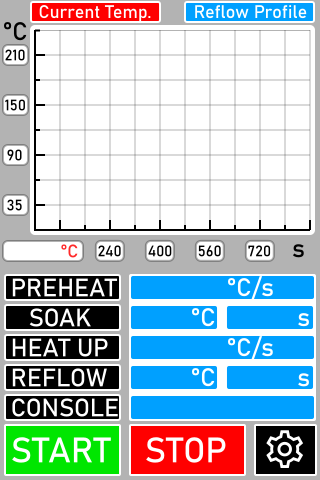 Current Temp. Reflow Profile
°C
210
150
90
35
°C 240 400 560 720 s
PREHEAT °C/s
SOAK °C s
HEAT UP °C/s
REFLOW °C s
CONSOLE
START STOP